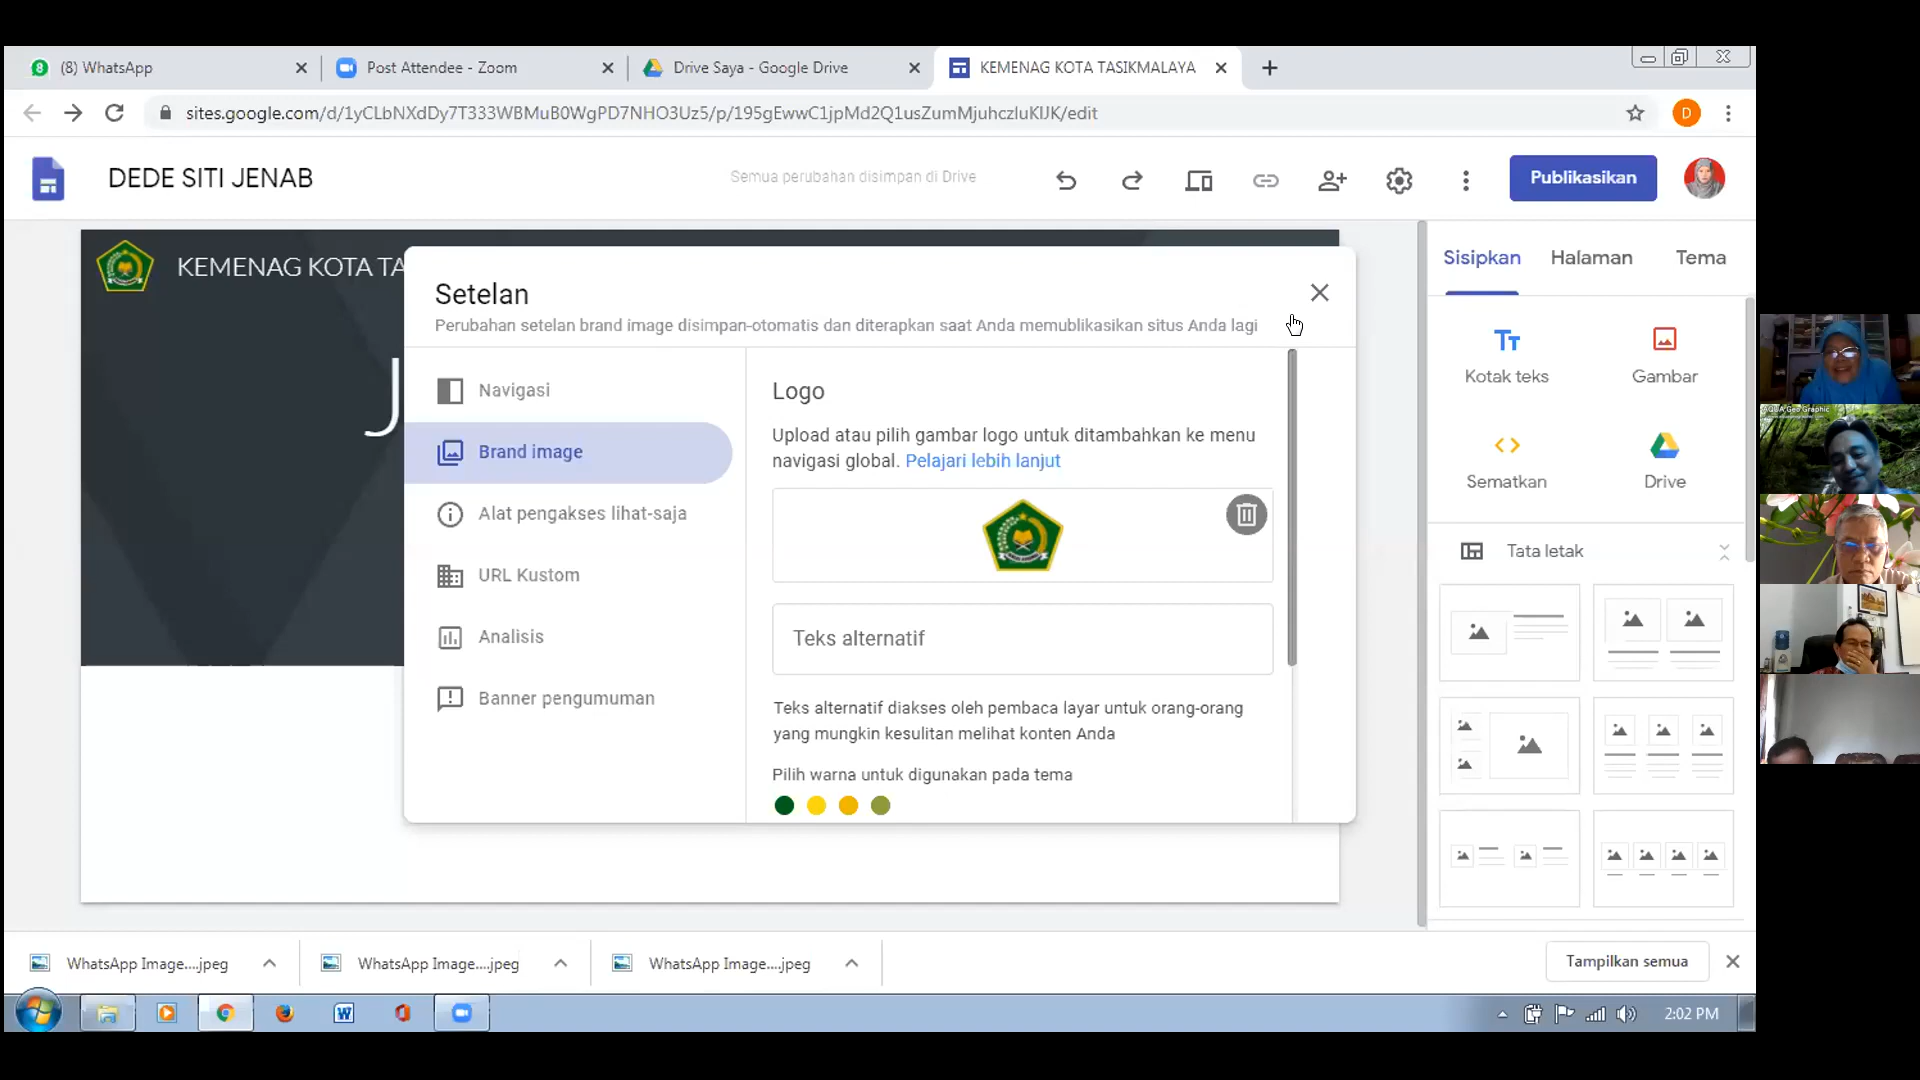 (8) WhatsApp
Post Attendee - Zoom
Drive Saya - Google Drive
KEMENAG KOTA TASIKMALAYA
sites.google.com/d/1yCLbNXdDy7T333WBMuB0WgPD7NHO3Uz5/p/195gEwwC1jpMd2Q1usZumMjuhczluKlJK/edit
D
DEDE SITI JENAB
Semua perubahan disimpan di Drive
Publikasikan
KEMENAG KOTA TA
J
Setelan
Perubahan setelan brand image disimpan-otomatis dan diterapkan saat Anda memublikasikan situs Anda lagi
Navigasi
Brand image
Alat pengakses lihat-saja
URL Kustom
Analisis
Banner pengumuman
Logo
Upload atau pilih gambar logo untuk ditambahkan ke menu
navigasi global. Pelajari lebih lanjut
Teks alternatif
Teks alternatif diakses oleh pembaca layar untuk orang-orang
yang mungkin kesulitan melihat konten Anda
Pilih warna untuk digunakan pada tema
Sisipkan
Halaman
Tema
Kotak teks
Gambar
Sematkan
Drive
Tata letak
AQUA Geo Graphic
WhatsApp Image....jpeg
WhatsApp Image....jpeg
WhatsApp Image....jpeg
Tampilkan semua
2:02 PM